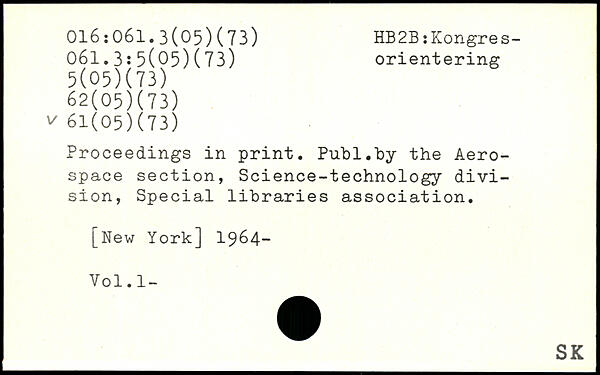 016:061.3(05)(73)
HB2B:Kongres-
orientering
061.3:5(05)(73)
5(05)(73)
62(05)(73)
v 61(05)(73)
Proceedings in print. Publ.by the Aero-
space section, Science-technology divi-
sion, Special libraries association.
[New York] 1964-
Vol.1-
SK